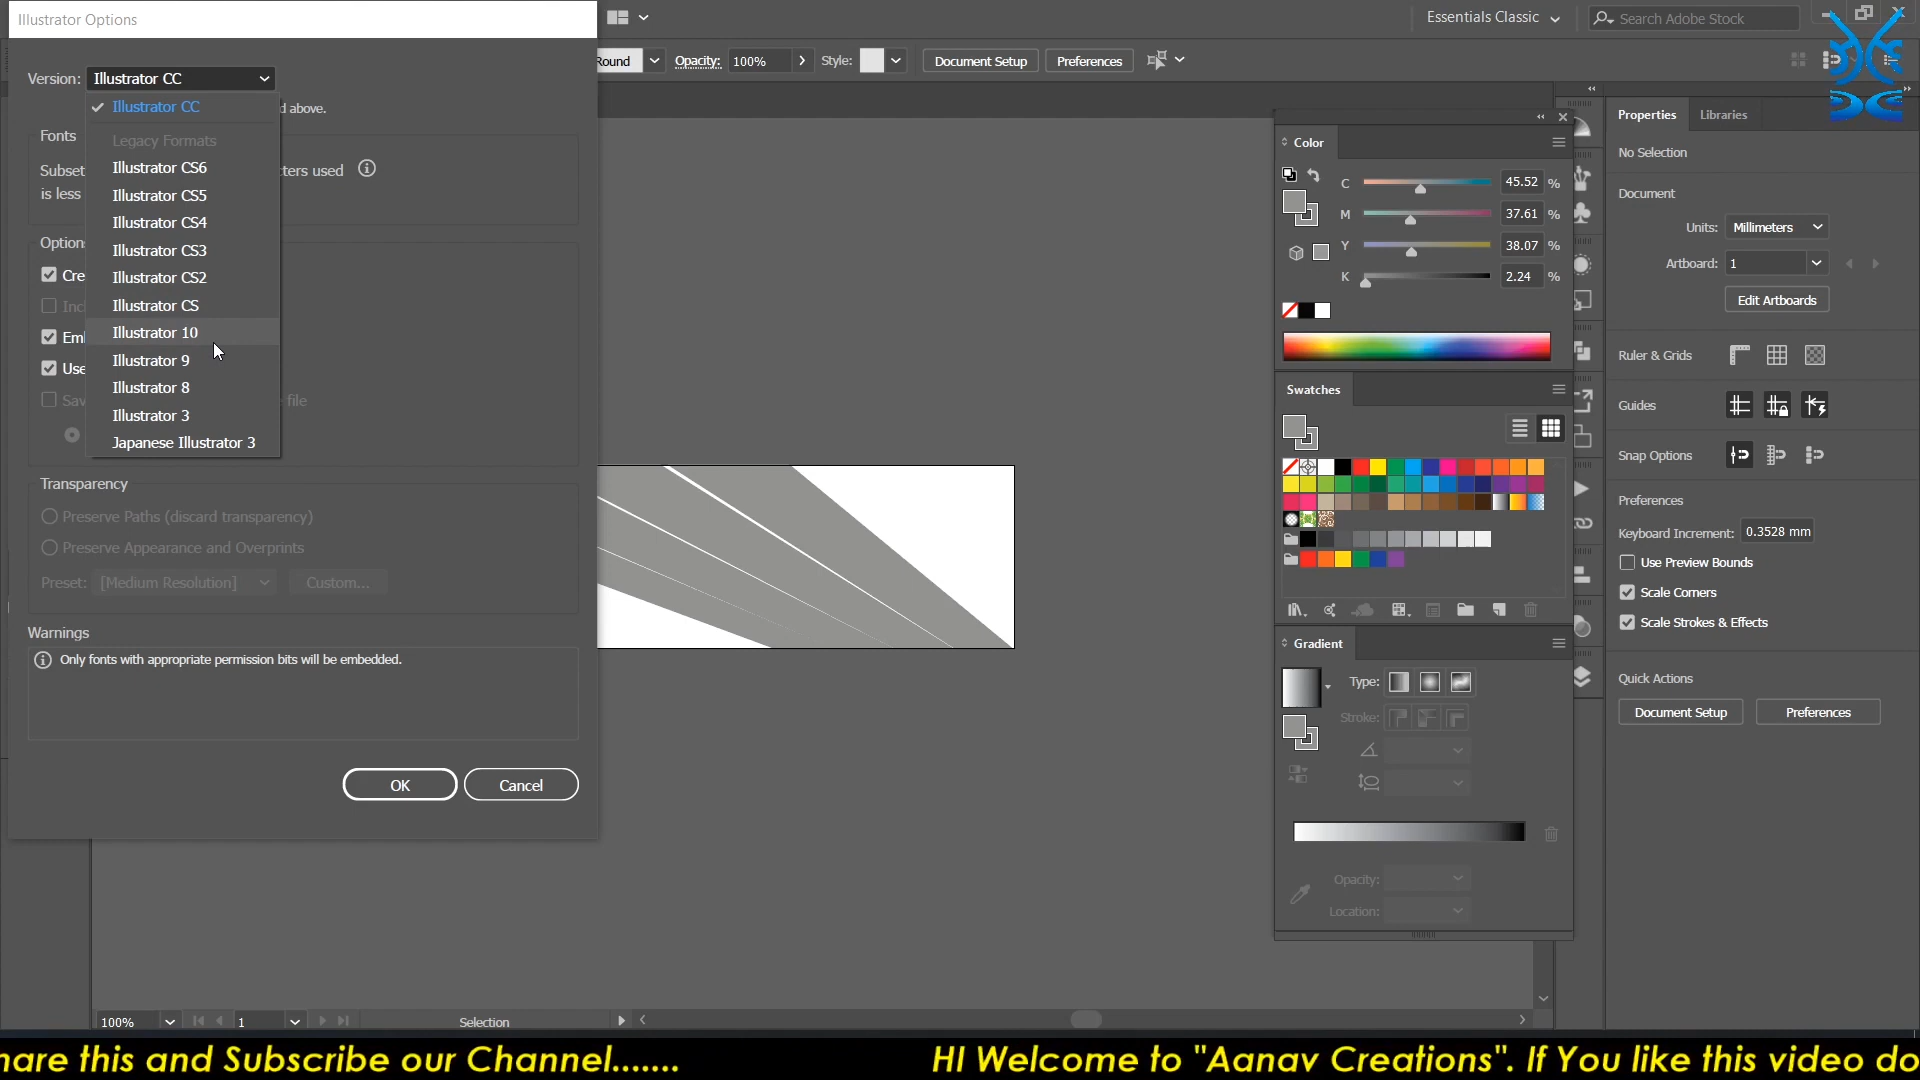 Illustrator Options
Essentials Classic
Search Adobe Stock
Round
Opacity:
100%
Style:
Document Setup
Preferences
Version:
Illustrator CC
Illustrator CC
d above.
Legacy Formats
Illustrator CS6
Illustrator CS5
Illustrator CS4
Illustrator CS3
Illustrator CS2
Illustrator CS
Illustrator 10
Illustrator 9
Illustrator 8
Illustrator 3
Japanese Illustrator 3
Fonts
Subset
ters used
is less
Option
Cre
Inc
Eml
Use
Sav
file
Transparency
Preserve Paths (discard transparency)
Preserve Appearance and Overprints
Preset: [Medium Resolution]
Custom...
Warnings
Only fonts with appropriate permission bits will be embedded.
OK
Cancel
Color
C 45.52 %
M 37.61 %
Y 38.07 %
K 2.24 %
Swatches
Gradient
Type:
Stroke:
Opacity:
Location:
Properties
Libraries
No Selection
Document
Units: Millimeters
Artboard: 1
Edit Artboards
Ruler & Grids
Guides
Snap Options
Preferences
Keyboard Increment: 0.3528 mm
Use Preview Bounds
Scale Corners
Scale Strokes & Effects
Quick Actions
Document Setup
Preferences
100%
1
Selection
hare this and Subscribe our Channel....... HI Welcome to "Aanav Creations". If You like this video do